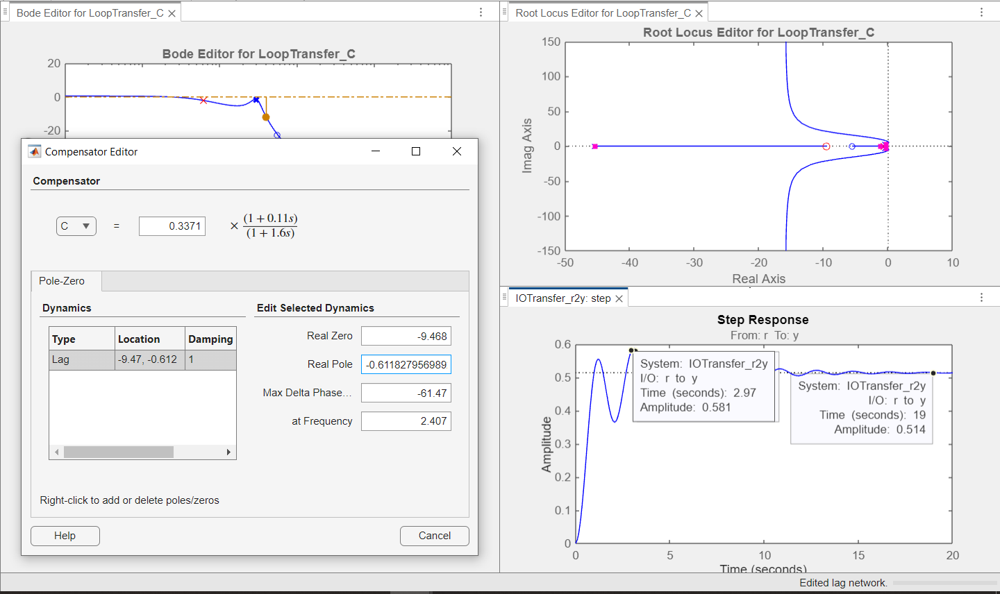 Bode Editor for LoopTransfer_C
Bode Editor for LoopTransfer_C
20
0
-20
Compensator Editor
Compensator
C = 0.3371 × (1 + 0.11s)
(1 + 1.6s)
Pole-Zero
Dynamics
Type Location Damping
Lag -9.47, -0.612 1
Edit Selected Dynamics
Real Zero -9.468
Real Pole -0.611827956989
Max Delta Phase... -61.47
at Frequency 2.407
Right-click to add or delete poles/zeros
Help Cancel
Root Locus Editor for LoopTransfer_C
Root Locus Editor for LoopTransfer_C
Imag Axis
150
100
50
0
-50
-100
-150
-50 -40 -30 -20 -10 0 10
Real Axis
IOTransfer_r2y: step
Step Response
From: r To: y
Amplitude
0.6
0.5
0.4
0.3
0.2
0.1
0
System: IOTransfer_r2y
I/O: r to y
Time (seconds): 2.97
Amplitude: 0.581
System: IOTransfer_r2y
I/O: r to y
Time (seconds): 19
Amplitude: 0.514
0 5 10 15 20
Time (seconds)
Edited lag network.